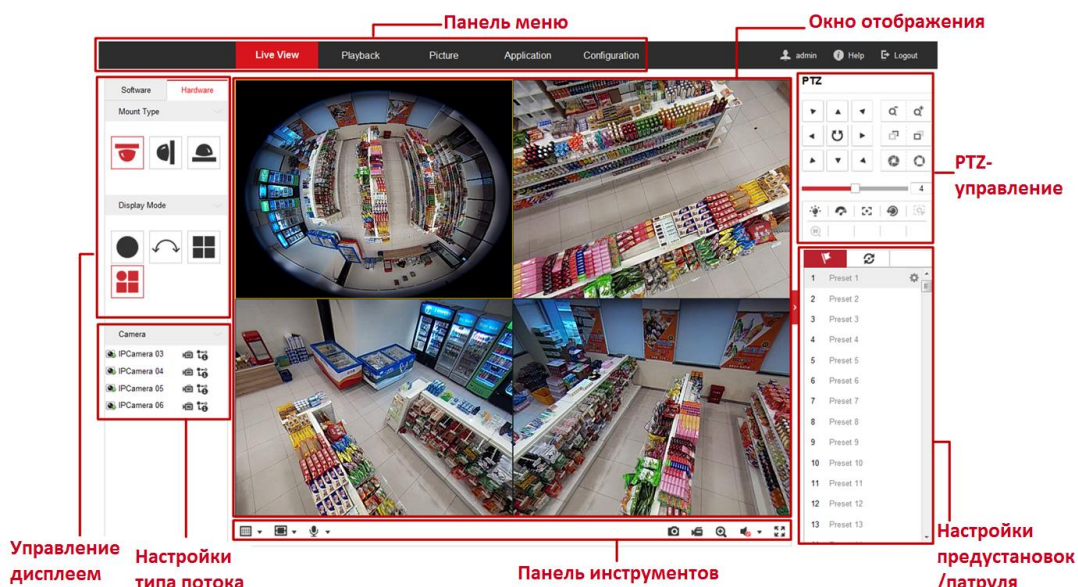 Панель меню
Окно отображения
Live View
Playback
Picture
Application
Configuration
admin
Help
Logout
Software
Hardware
Mount Type
Display Mode
Camera
IPCamera 03
IPCamera 04
IPCamera 05
IPCamera 06
PTZ
4
PTZ-
управление
1 Preset 1
2 Preset 2
3 Preset 3
4 Preset 4
5 Preset 5
6 Preset 6
7 Preset 7
8 Preset 8
9 Preset 9
10 Preset 10
11 Preset 11
12 Preset 12
13 Preset 13
Управление
дисплеем
Настройки
типа потока
Панель инструментов
Настройки
предустановок
/патруля